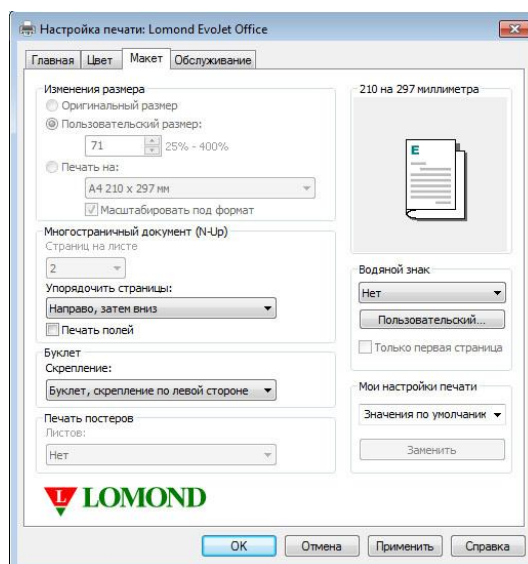 Настройка печати: Lomond EvoJet Office
Главная Цвет Макет Обслуживание
Изменения размера
Оригинальный размер
Пользовательский размер:
71 25% - 400%
Печать на:
A4 210 x 297 мм
Масштабировать под формат
Многостраничный документ (N-Up)
Страниц на листе
2
Упорядочить страницы:
Направо, затем вниз
Печать полей
Буклет
Скрепление:
Буклет, скрепление по левой стороне
Печать постеров
Листов:
Нет
210 на 297 миллиметра
E
Водяной знак
Нет
Пользовательский...
Только первая страница
Мои настройки печати
Значения по умолчаник
Заменить
L LOMOND
OK Отмена Применить Справка